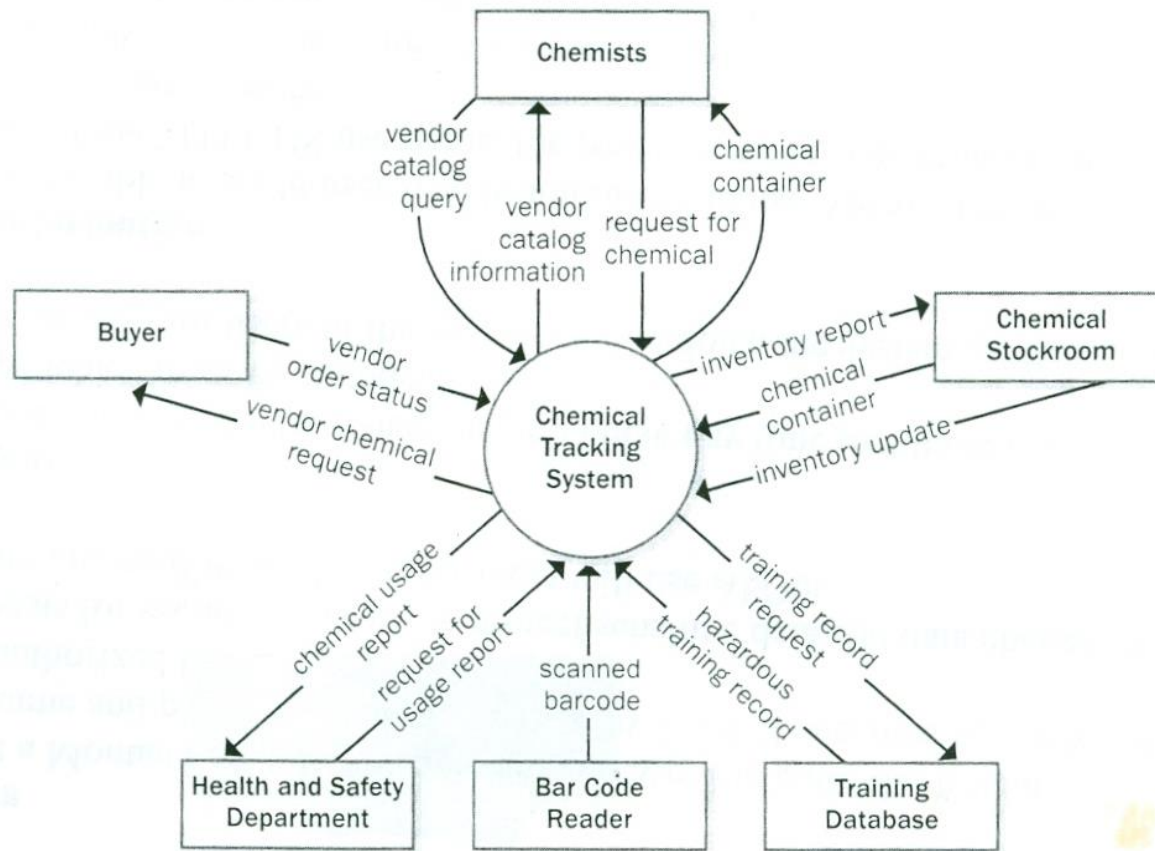 Chemists
vendor
catalog
query
vendor
catalog
information
request for
chemical
chemical
container
Buyer
vendor
order status
vendor chemical
request
Chemical
Tracking
System
inventory report
chemical
container
inventory update
Chemical
Stockroom
chemical usage
report
request for
usage report
scanned
barcode
hazardous
training record
training record
request
Health and Safety
Department
Bar Code
Reader
Training
Database